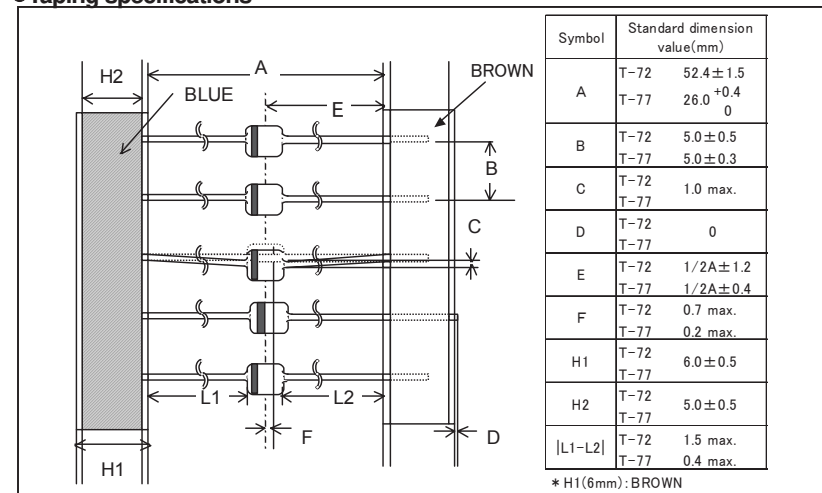 ●Taping specifications
H2
A
BROWN
BLUE
E
B
C
L1
L2
F
D
H1
Symbol Standard dimension
value(mm)
A T-72 52.4±1.5
T-77 26.0 +0.4
0
B T-72 5.0±0.5
T-77 5.0±0.3
C T-72 1.0 max.
T-77
D T-72 0
T-77
E T-72 1/2A±1.2
T-77 1/2A±0.4
F T-72 0.7 max.
T-77 0.2 max.
H1 T-72 6.0±0.5
T-77
H2 T-72 5.0±0.5
T-77
|L1-L2| T-72 1.5 max.
T-77 0.4 max.
*H1(6mm):BROWN